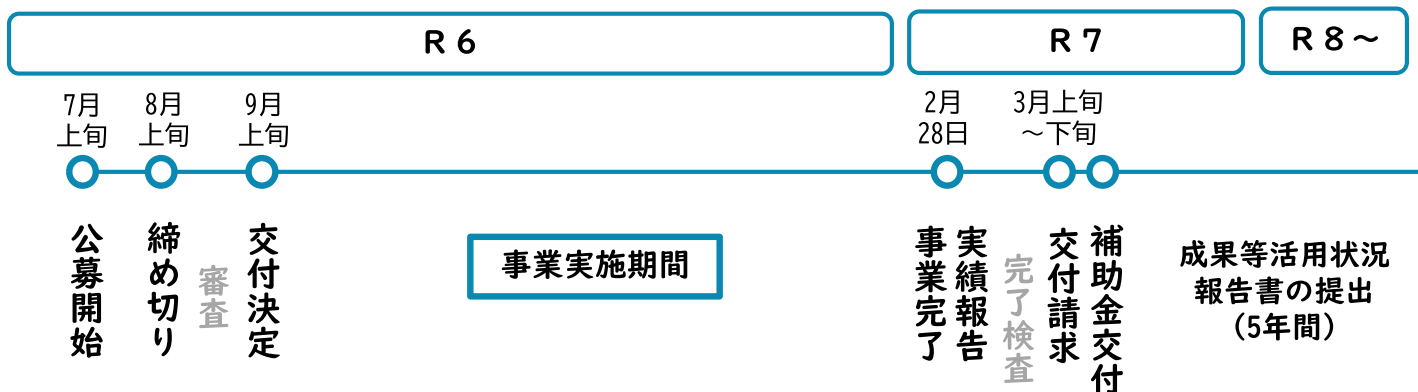 R6
R7
R8～
7月
上旬
8月
上旬
9月
上旬
2月
28日
3月上旬
～下旬
公募開始
締め切り
審査
交付決定
事業実施期間
事業完了
実績報告
完了検査
交付請求
補助金交付
成果等活用状況
報告書の提出
（5年間）